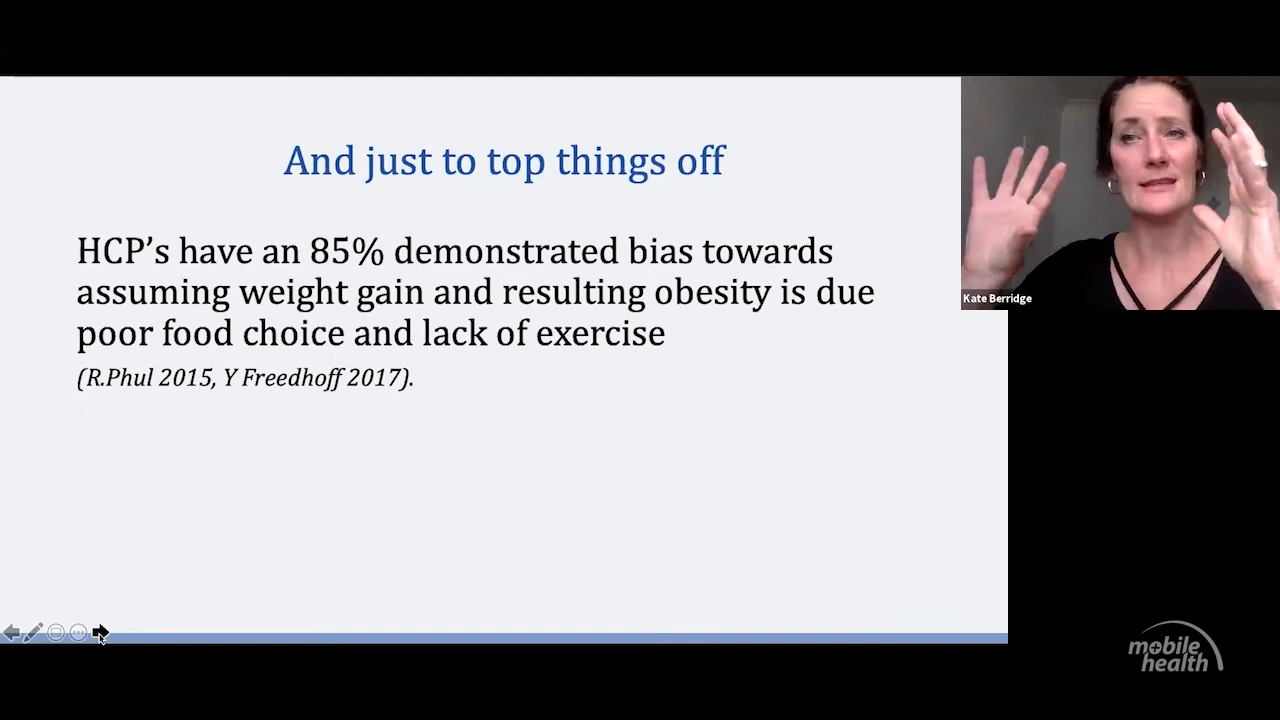 And just to top things off
HCP’s have an 85% demonstrated bias towards
assuming weight gain and resulting obesity is due
poor food choice and lack of exercise
(R.Phul 2015, Y Freedhoff 2017).
Kate Berridge
mobile
health